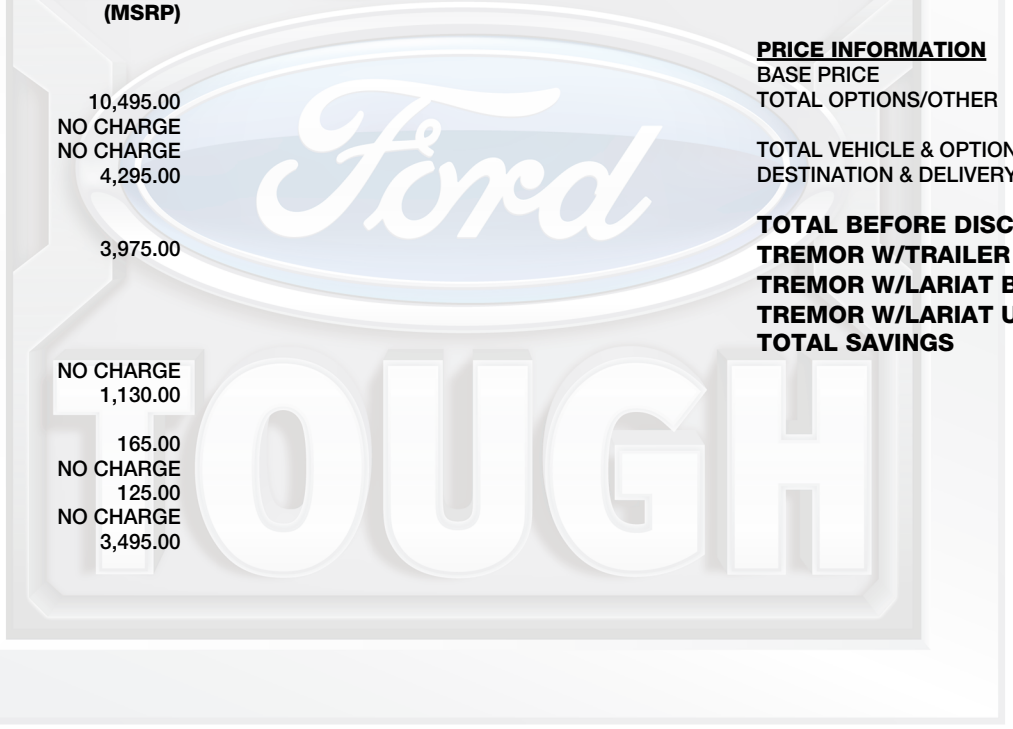 (MSRP)
10,495.00
NO CHARGE
NO CHARGE
4,295.00
3,975.00
NO CHARGE
1,130.00
165.00
NO CHARGE
125.00
NO CHARGE
3,495.00
PRICE INFORMATION
BASE PRICE
TOTAL OPTIONS/OTHER
TOTAL VEHICLE & OPTION
DESTINATION & DELIVERY
TOTAL BEFORE DISC
TREMOR W/TRAILER
TREMOR W/LARIAT B
TREMOR W/LARIAT U
TOTAL SAVINGS
Ford
TOUGH